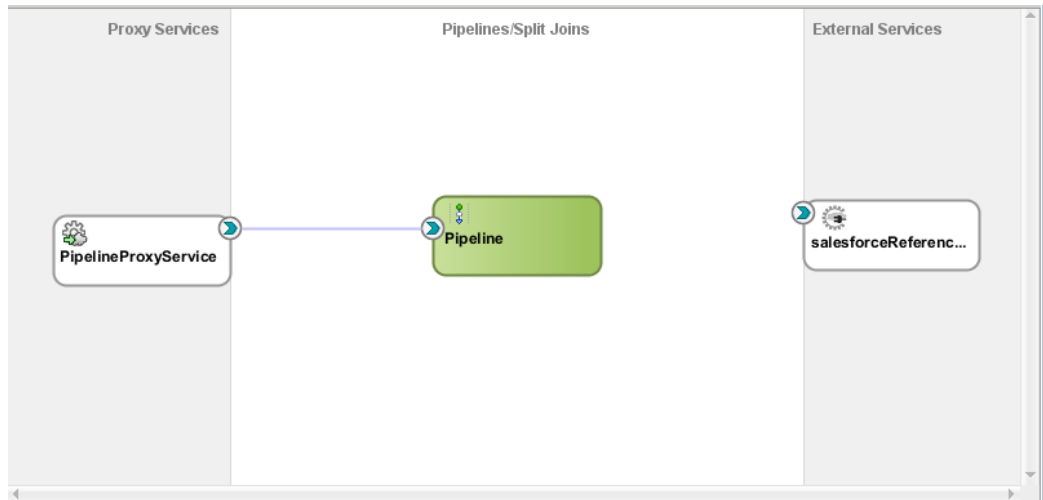 Proxy Services
Pipelines/Split Joins
External Services
PipelineProxyService
Pipeline
salesforceReferenc...